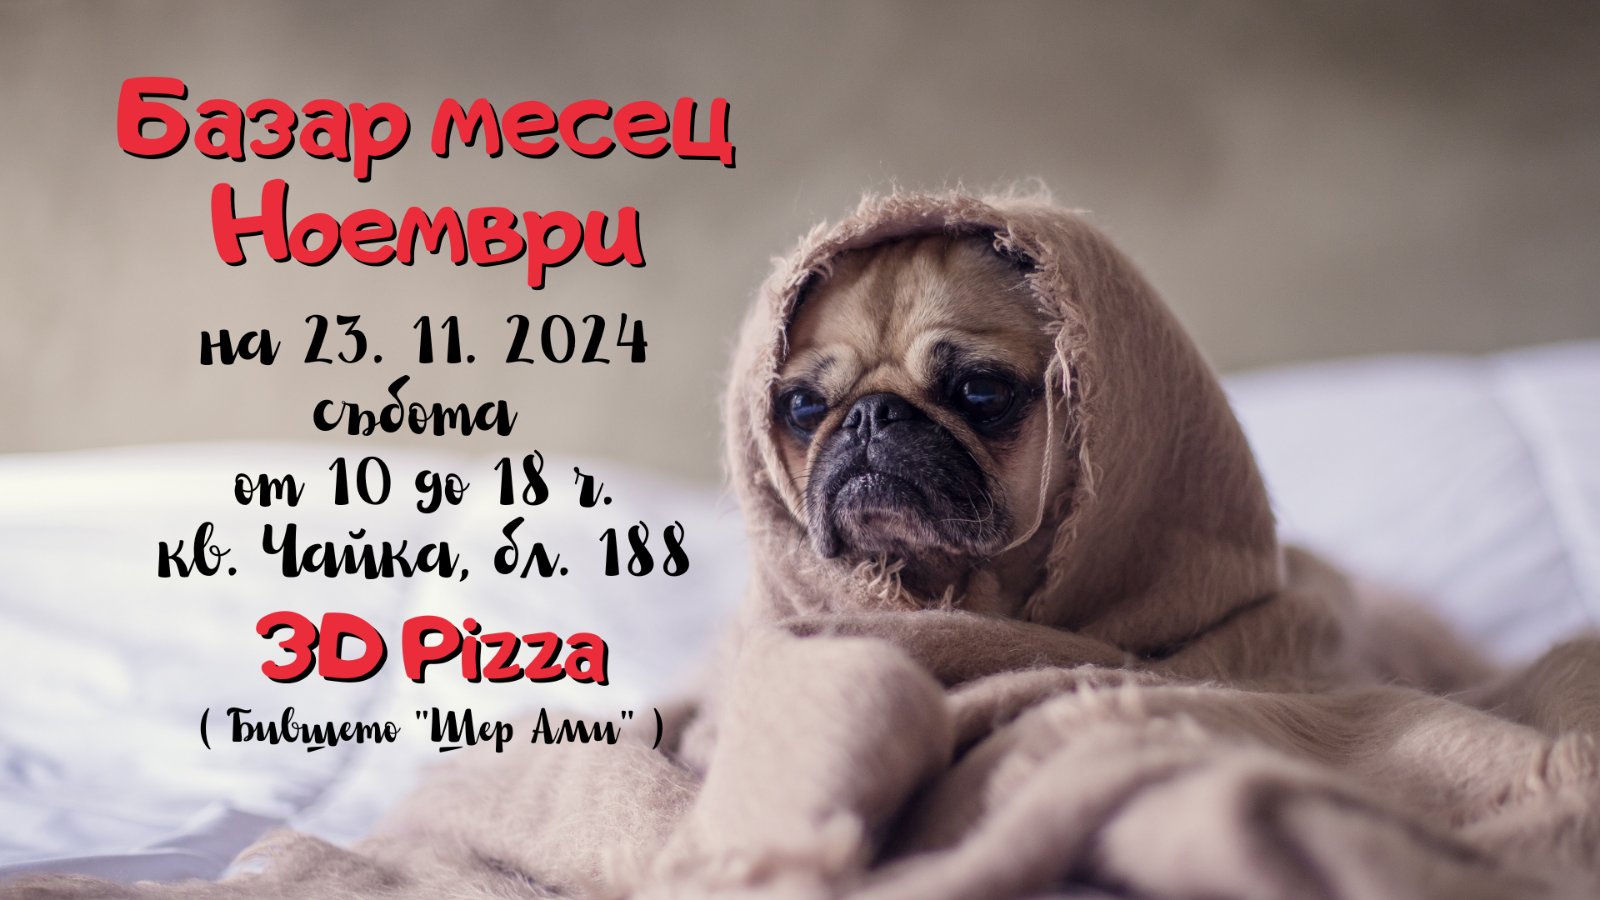 Базар месец
Ноември
на 23. 11. 2024
събота
от 10 до 18 ч.
кв. Чайка, бл. 188
3D Pizza
( Бившето "Шер Ами" )